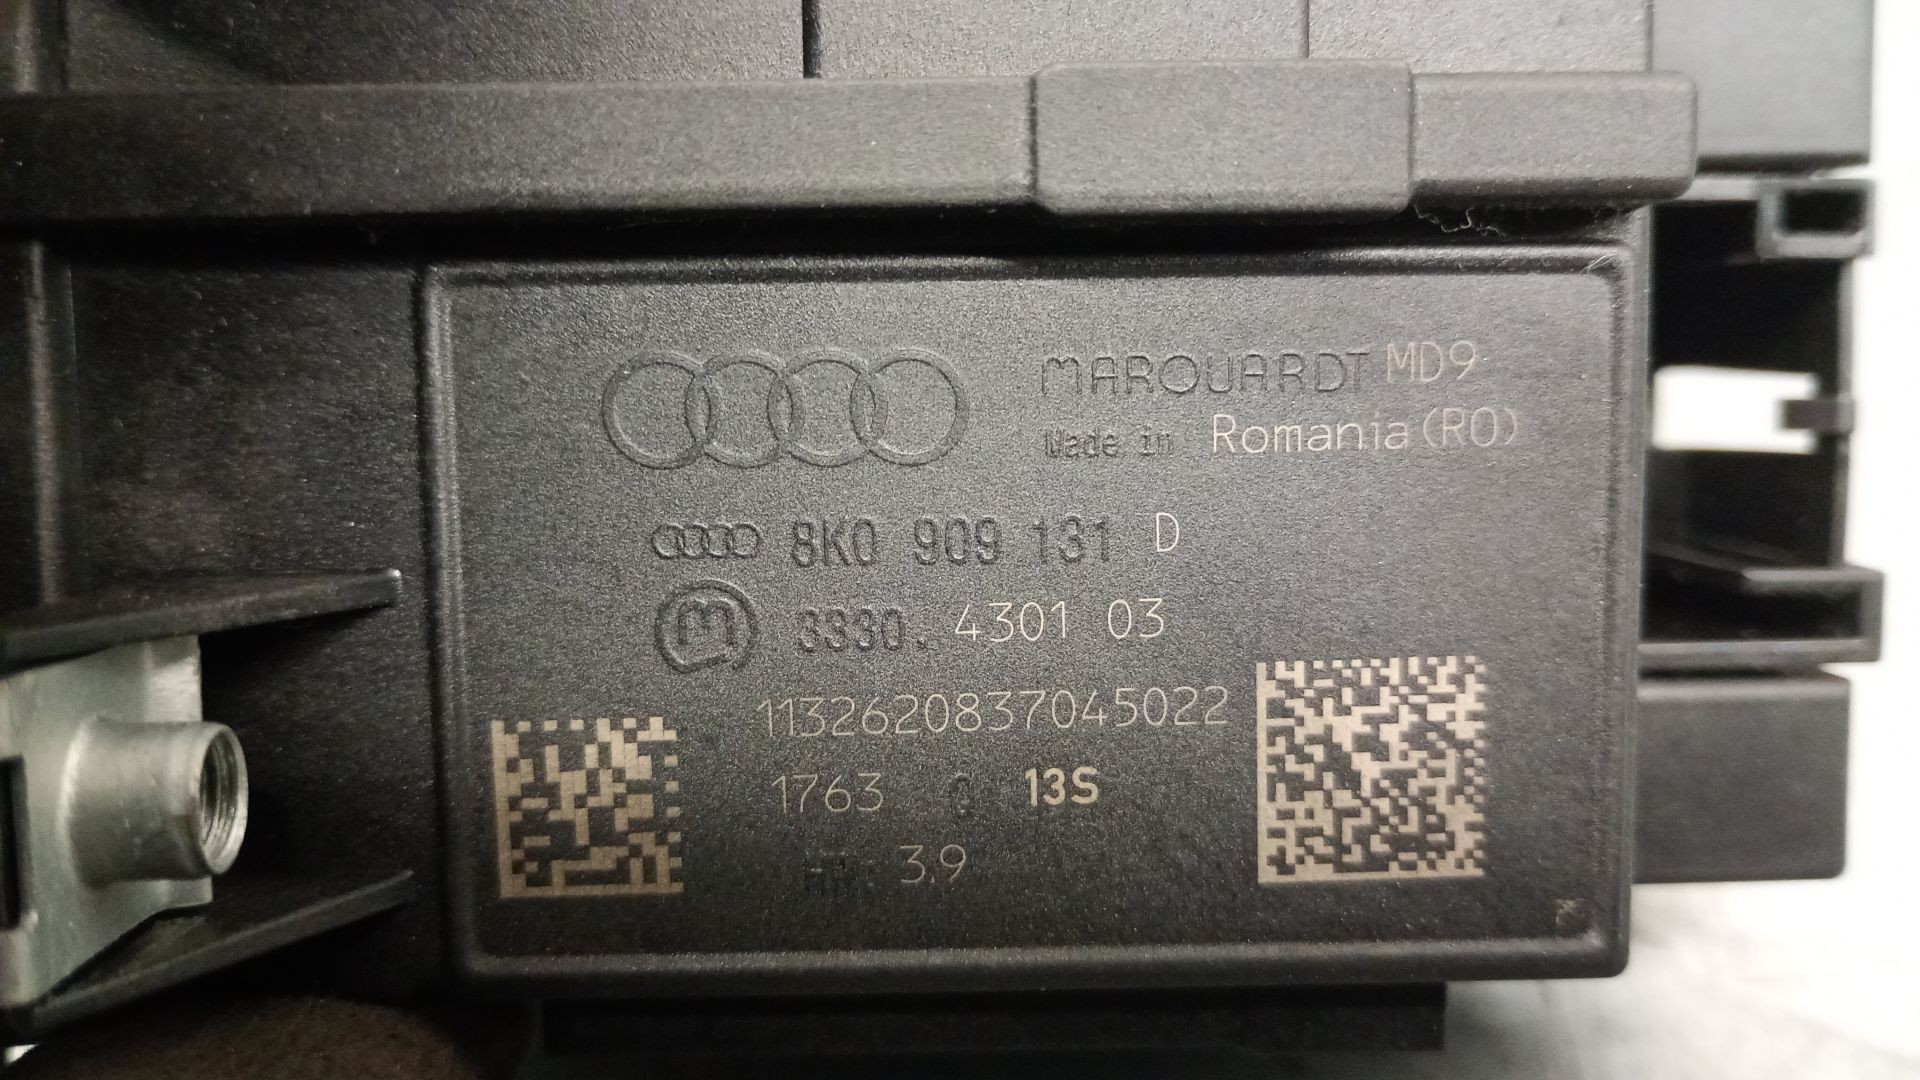 MARQUARDT MD9
Made in Romania (RO)
8K0 909 131 D
3330. 4301 03
1132620837045022
1763 13S
3.9